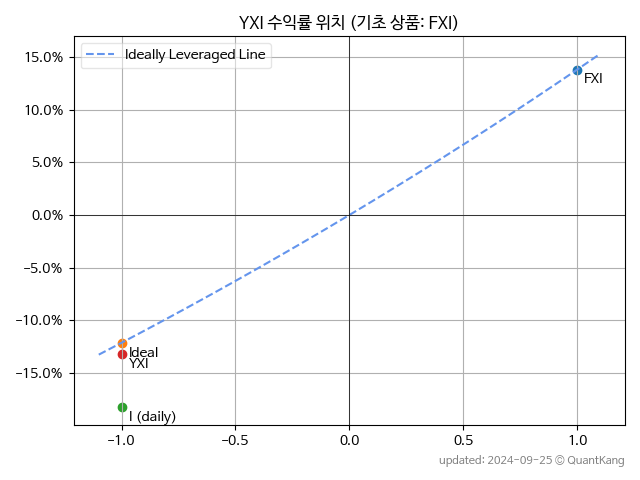 YXI 수익률 위치 (기초 상품: FXI)
Ideally Leveraged Line
15.0%
10.0%
5.0%
0.0%
−5.0%
−10.0%
−15.0%
FXI
Ideal
YXI
I (daily)
−1.0
−0.5
0.0
0.5
1.0
updated: 2024-09-25 © QuantKang